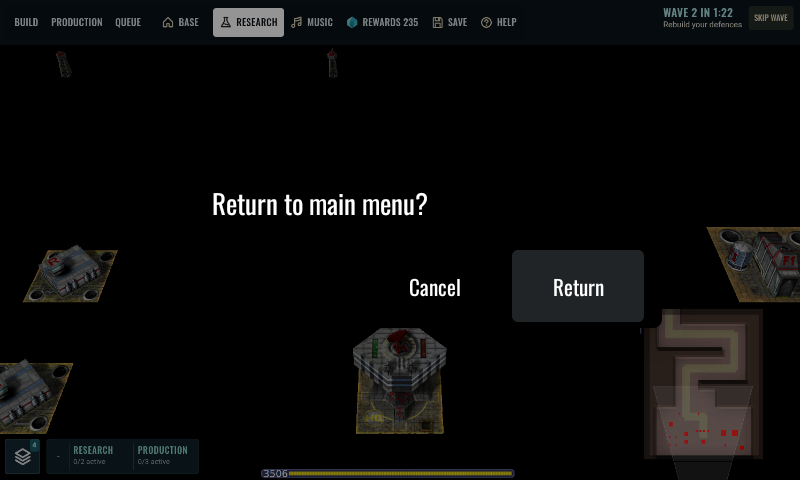 BUILD PRODUCTION QUEUE BASE RESEARCH MUSIC REWARDS 235 SAVE HELP
WAVE 2 IN 1:22
Rebuild your defences
SKIP WAVE
Return to main menu?
Cancel Return
F1
4
- RESEARCH PRODUCTION
0/2 active 0/3 active
3506